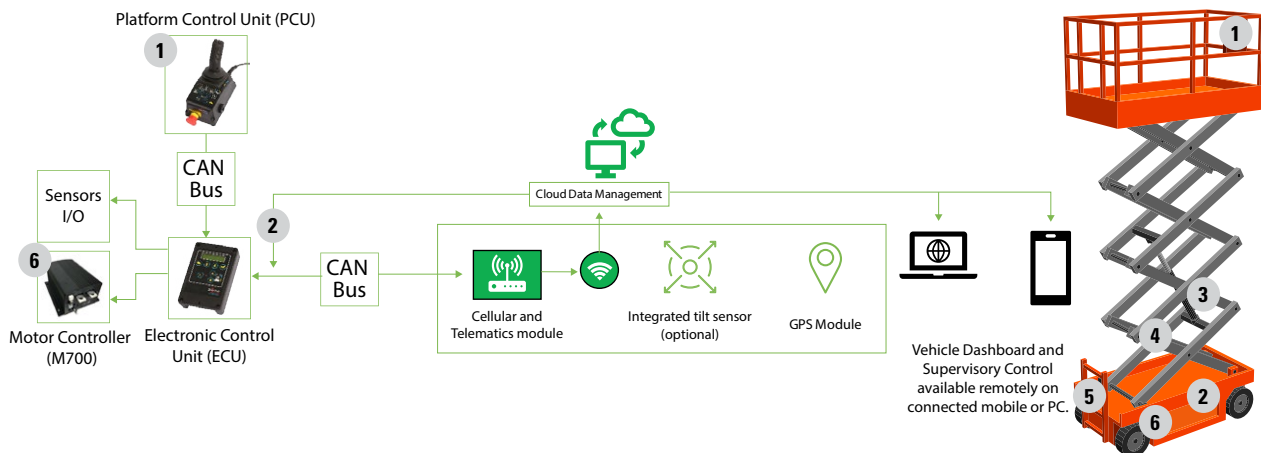 Platform Control Unit (PCU)
1
CAN
Bus
Sensors
I/O
6
Motor Controller
(M700)
Electronic Control
Unit (ECU)
2
CAN
Bus
Cloud Data Management
Cellular and
Telematics module
Integrated tilt sensor
(optional)
GPS Module
Vehicle Dashboard and
Supervisory Control
available remotely on
connected mobile or PC.
1
3
4
5
2
6